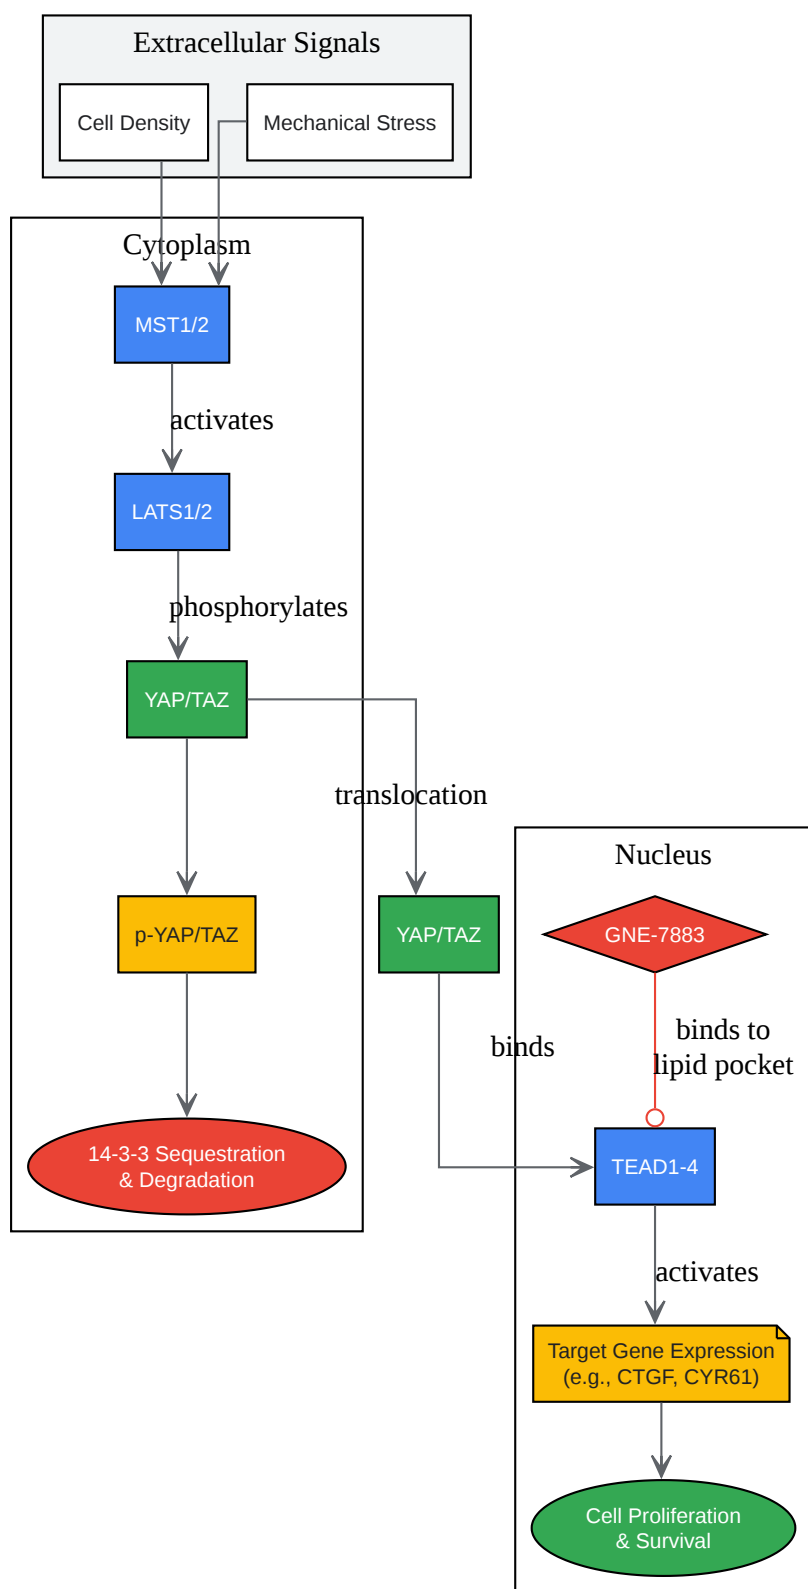 Extracellular Signals
Cell Density
Mechanical Stress
Cytoplasm
MST1/2
activates
LATS1/2
phosphorylates
YAP/TAZ
translocation
Nucleus
p-YAP/TAZ
YAP/TAZ
GNE-7883
binds
binds to
lipid pocket
14-3-3 Sequestration
& Degradation
TEAD1-4
activates
Target Gene Expression
(e.g., CTGF, CYR61)
Cell Proliferation
& Survival